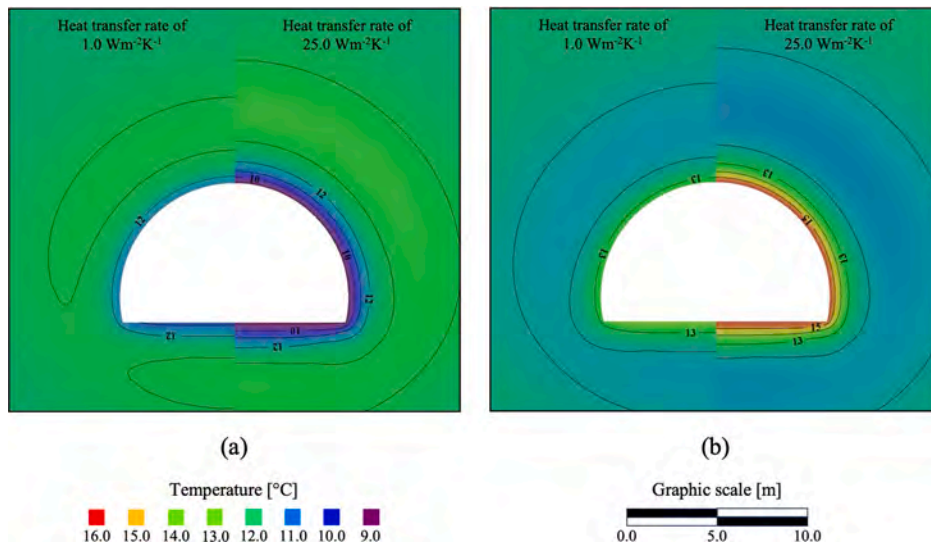 Heat transfer rate of
1.0 Wm⁻²K⁻¹
Heat transfer rate of
25.0 Wm⁻²K⁻¹
10
12
12
10
12
12
10
12
Heat transfer rate of
1.0 Wm⁻²K⁻¹
Heat transfer rate of
25.0 Wm⁻²K⁻¹
13
13
13
15
13
13
15
13
(a)
(b)
Temperature [°C]
16.0 15.0 14.0 13.0 12.0 11.0 10.0 9.0
Graphic scale [m]
0.0 5.0 10.0